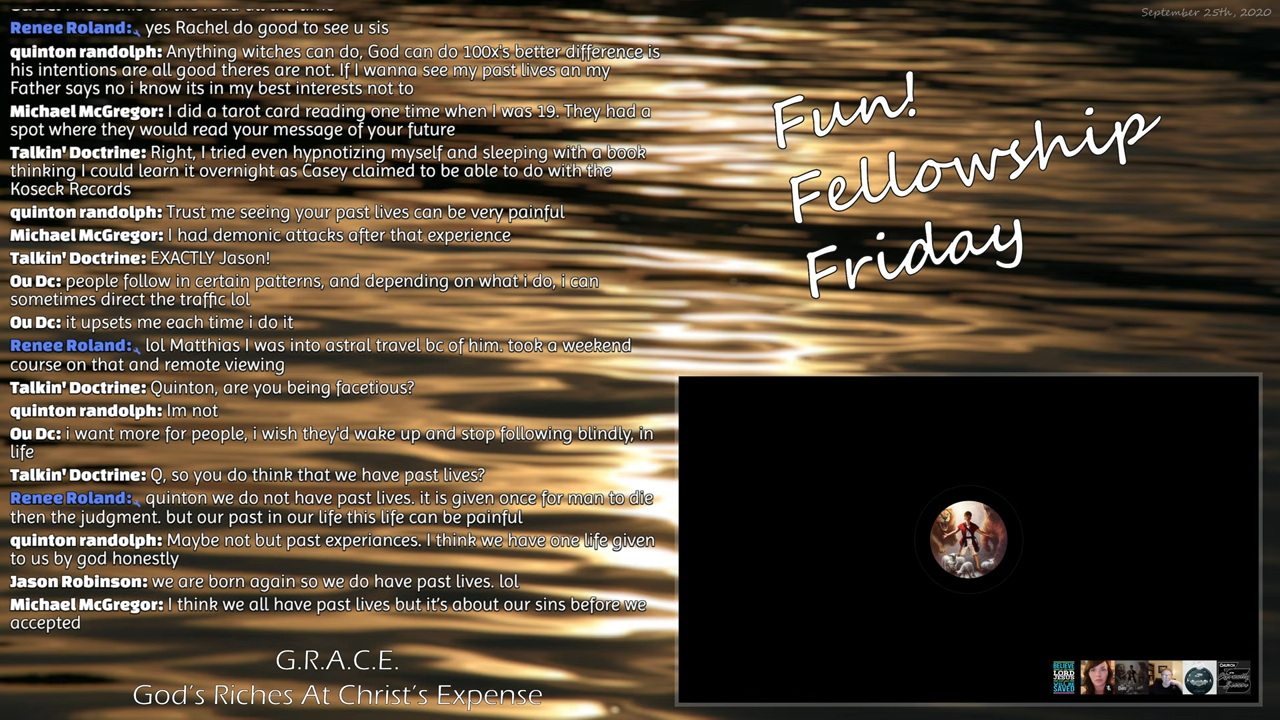 September 25th, 2020
Renee Roland: yes Rachel do good to see u sis
quinton randolph: Anything witches can do, God can do 100x's better difference is
his intentions are all good theres are not. If I wanna see my past lives an my
Father says no i know its in my best interests not to
Michael McGregor: I did a tarot card reading one time when I was 19. They had a
spot where they would read your message of your future
Talkin' Doctrine: Right, I tried even hypnotizing myself and sleeping with a book
thinking I could learn it overnight as Casey claimed to be able to do with the
Koseck Records
quinton randolph: Trust me seeing your past lives can be very painful
Michael McGregor: I had demonic attacks after that experience
Talkin' Doctrine: EXACTLY Jason!
Ou Dc: people follow in certain patterns, and depending on what i do, i can
sometimes direct the traffic lol
Ou Dc: it upsets me each time i do it
Renee Roland: lol Matthias I was into astral travel bc of him. took a weekend
course on that and remote viewing
Talkin' Doctrine: Quinton, are you being facetious?
quinton randolph: Im not
Ou Dc: i want more for people, i wish they'd wake up and stop following blindly, in
life
Talkin' Doctrine: Q, so you do think that we have past lives?
Renee Roland: quinton we do not have past lives. it is given once for man to die
then the judgment. but our past in our life this life can be painful
quinton randolph: Maybe not but past experiances. I think we have one life given
to us by god honestly
Jason Robinson: we are born again so we do have past lives. lol
Michael McGregor: I think we all have past lives but it's about our sins before we
accepted
G.R.A.C.E.
God's Riches At Christ's Expense
Fun!
Fellowship
Friday
BELIEVE
LORD
JESUS
SAVED
CHURCH